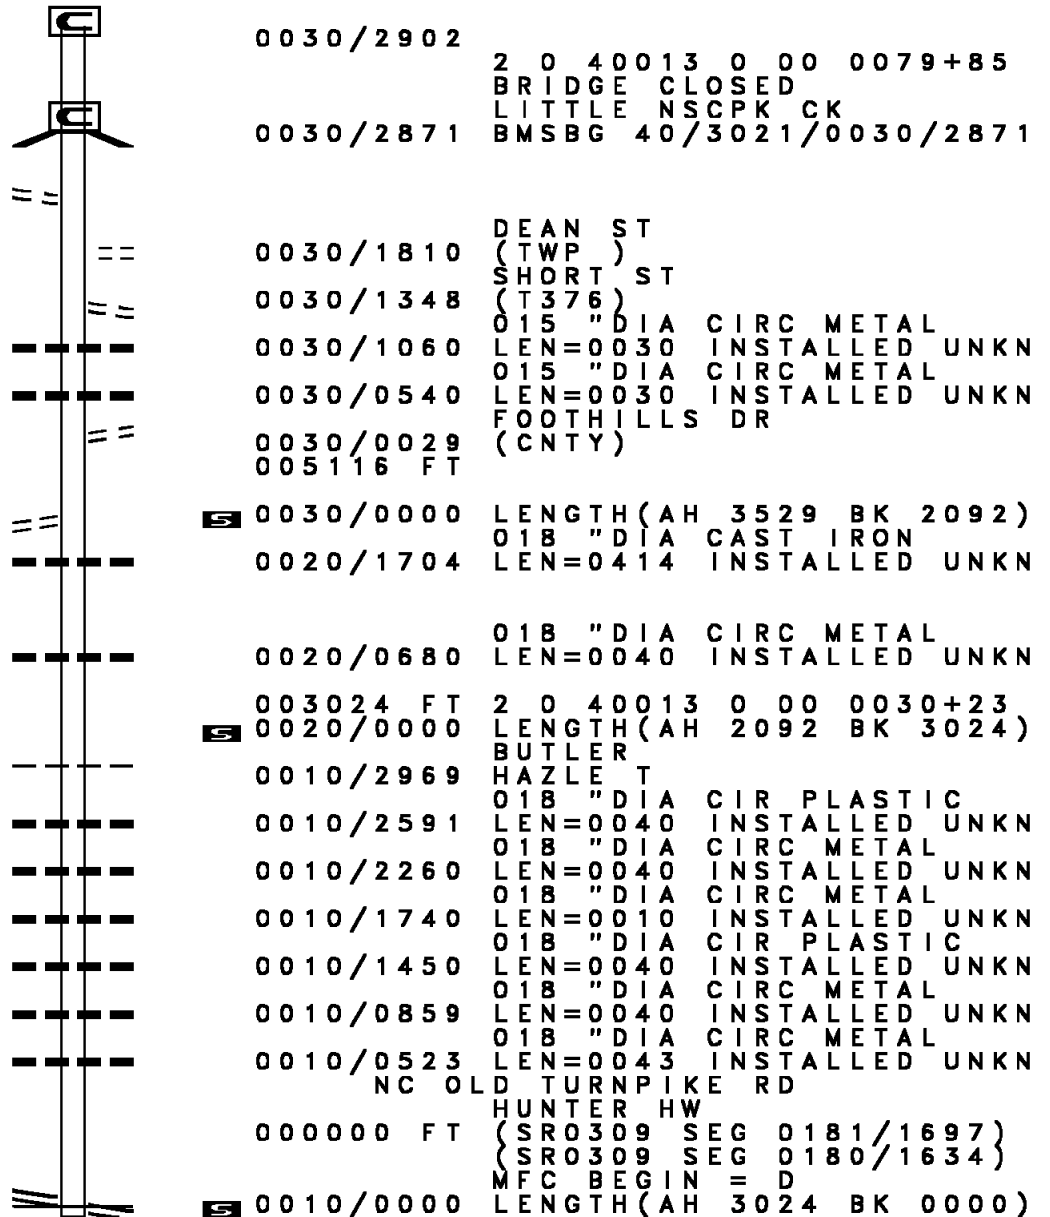 C
0030/2902
2 0 40013 0 00 0079+85
BRIDGE CLOSED
C
LITTLE NSCPK CK
0030/2871 BMSBG 40/3021/0030/2871
DEAN ST
0030/1810 (TWP )
SHORT ST
0030/1348 (T376)
015 "DIA CIRC METAL
0030/1060 LEN=0030 INSTALLED UNKN
015 "DIA CIRC METAL
0030/0540 LEN=0030 INSTALLED UNKN
FOOTHILLS DR
0030/0029 (CNTY)
005116 FT
S 0030/0000 LENGTH(AH 3529 BK 2092)
018 "DIA CAST IRON
0020/1704 LEN=0414 INSTALLED UNKN
018 "DIA CIRC METAL
0020/0680 LEN=0040 INSTALLED UNKN
003024 FT 2 0 40013 0 00 0030+23
S 0020/0000 LENGTH(AH 2092 BK 3024)
BUTLER
0010/2969 HAZLE T
018 "DIA CIR PLASTIC
0010/2591 LEN=0040 INSTALLED UNKN
018 "DIA CIRC METAL
0010/2260 LEN=0040 INSTALLED UNKN
018 "DIA CIRC METAL
0010/1740 LEN=0010 INSTALLED UNKN
018 "DIA CIR PLASTIC
0010/1450 LEN=0040 INSTALLED UNKN
018 "DIA CIRC METAL
0010/0859 LEN=0040 INSTALLED UNKN
018 "DIA CIRC METAL
0010/0523 LEN=0043 INSTALLED UNKN
NC OLD TURNPIKE RD
HUNTER HW
000000 FT (SR0309 SEG 0181/1697)
(SR0309 SEG 0180/1634)
MFC BEGIN = D
S 0010/0000 LENGTH(AH 3024 BK 0000)